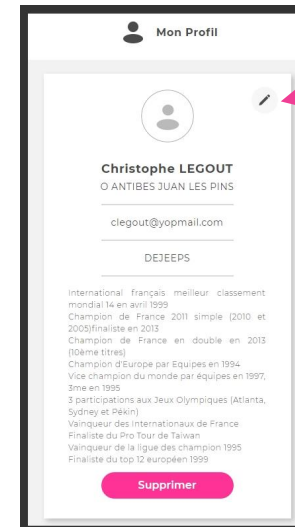 Mon Profil
Christophe LEGOUT
O ANTIBES JUAN LES PINS
clegout@yopmail.com
DEJEEPS
International français meilleur classement
mondial 14 en avril 1999
Champion de France 2011 simple (2010 et
2005)finaliste en 2013
Champion de France en double en 2013
(10ème titres)
Champion d'Europe par Equipes en 1994
Vice champion du monde par équipes en 1997,
3me en 1995
3 participations aux Jeux Olympiques (Atlanta,
Sydney et Pékin)
Vainqueur des Internationaux de France
Finaliste du Pro Tour de Taiwan
Vainqueur de la ligue des champion 1995
Finaliste du top 12 européen 1999
Supprimer